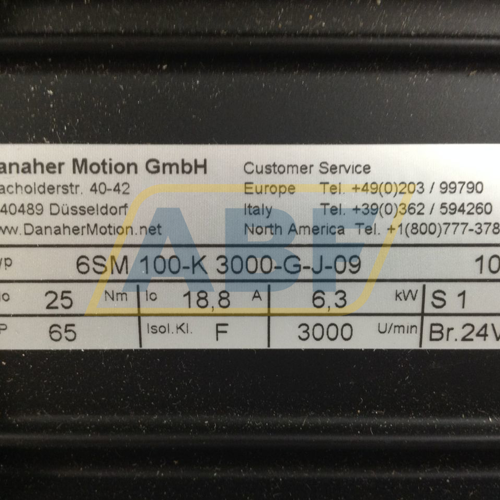 anaher Motion GmbH
Customer Service
acholderstr. 40-42
Europe Tel. +49(0)203 / 99790
40489 Düsseldorf
Italy Tel. +39(0)362 / 594260
www.DanaherMotion.net
North America Tel. +1(800)777-378
yp 6SM 100-K 3000-G-J-09 10
o 25 Nm Io 18,8 A 6,3 kW S 1
P 65 Isol.Kl. F 3000 U/min Br.24V
ABF